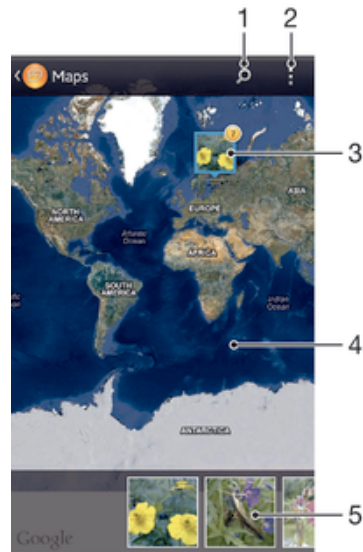 1 2
Maps
7
3
ASIA
EUROPE
NORTH
AMERICA
Atlantic
Ocean
AFRICA
SOUTH
AMERICA
Indian
Ocean
4
ANTARCTICA
5
Google